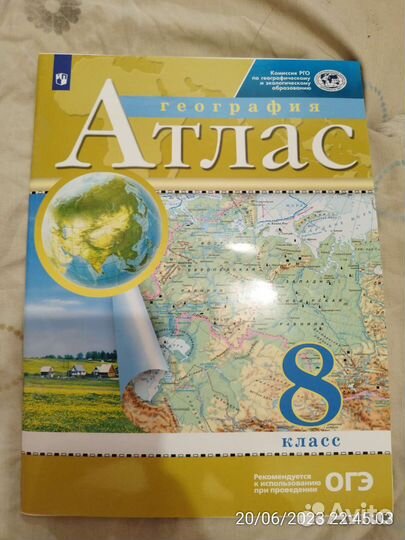 Комиссия РГО
по географическому
и экологическому
образованию
география
Атлас
8
класс
Рекомендуется
к использованию
при проведении
ОГЭ
Avito
20/06/2023 22:45:03